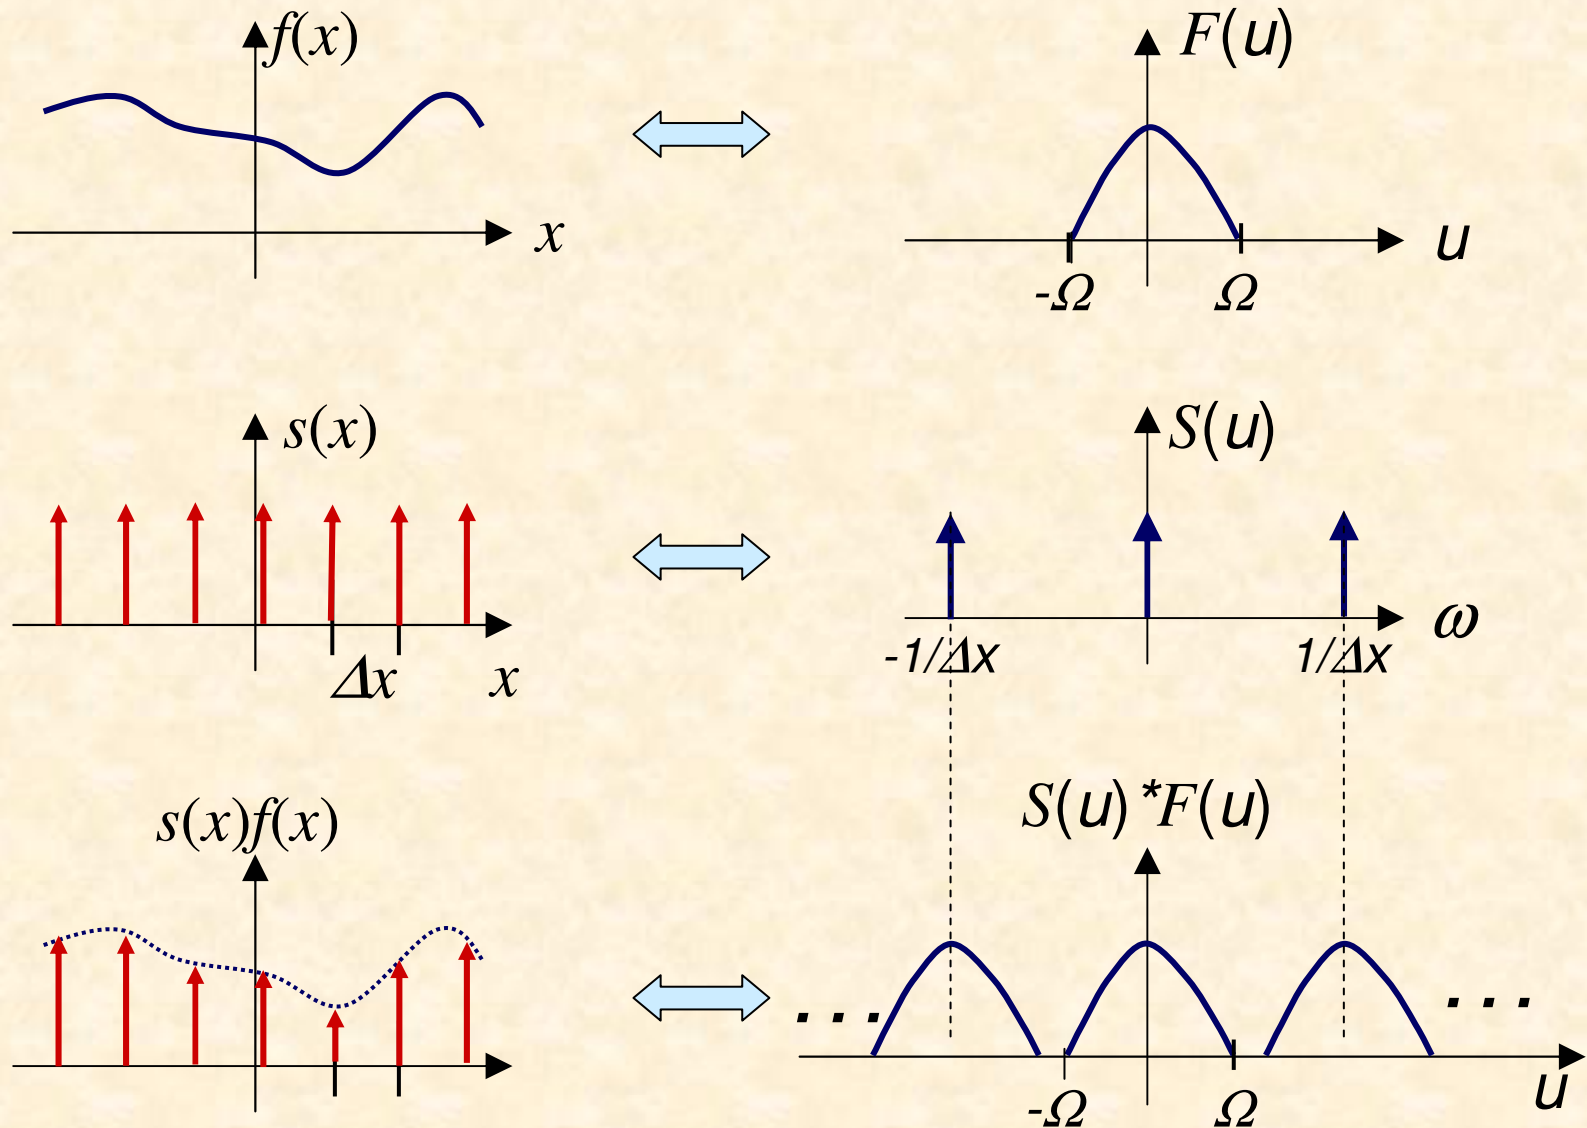 f(x)
F(u)
x
u
-Ω
Ω
s(x)
S(u)
Δx
x
-1/Δx
1/Δx
ω
s(x)f(x)
S(u)*F(u)
...
...
-Ω
Ω
u